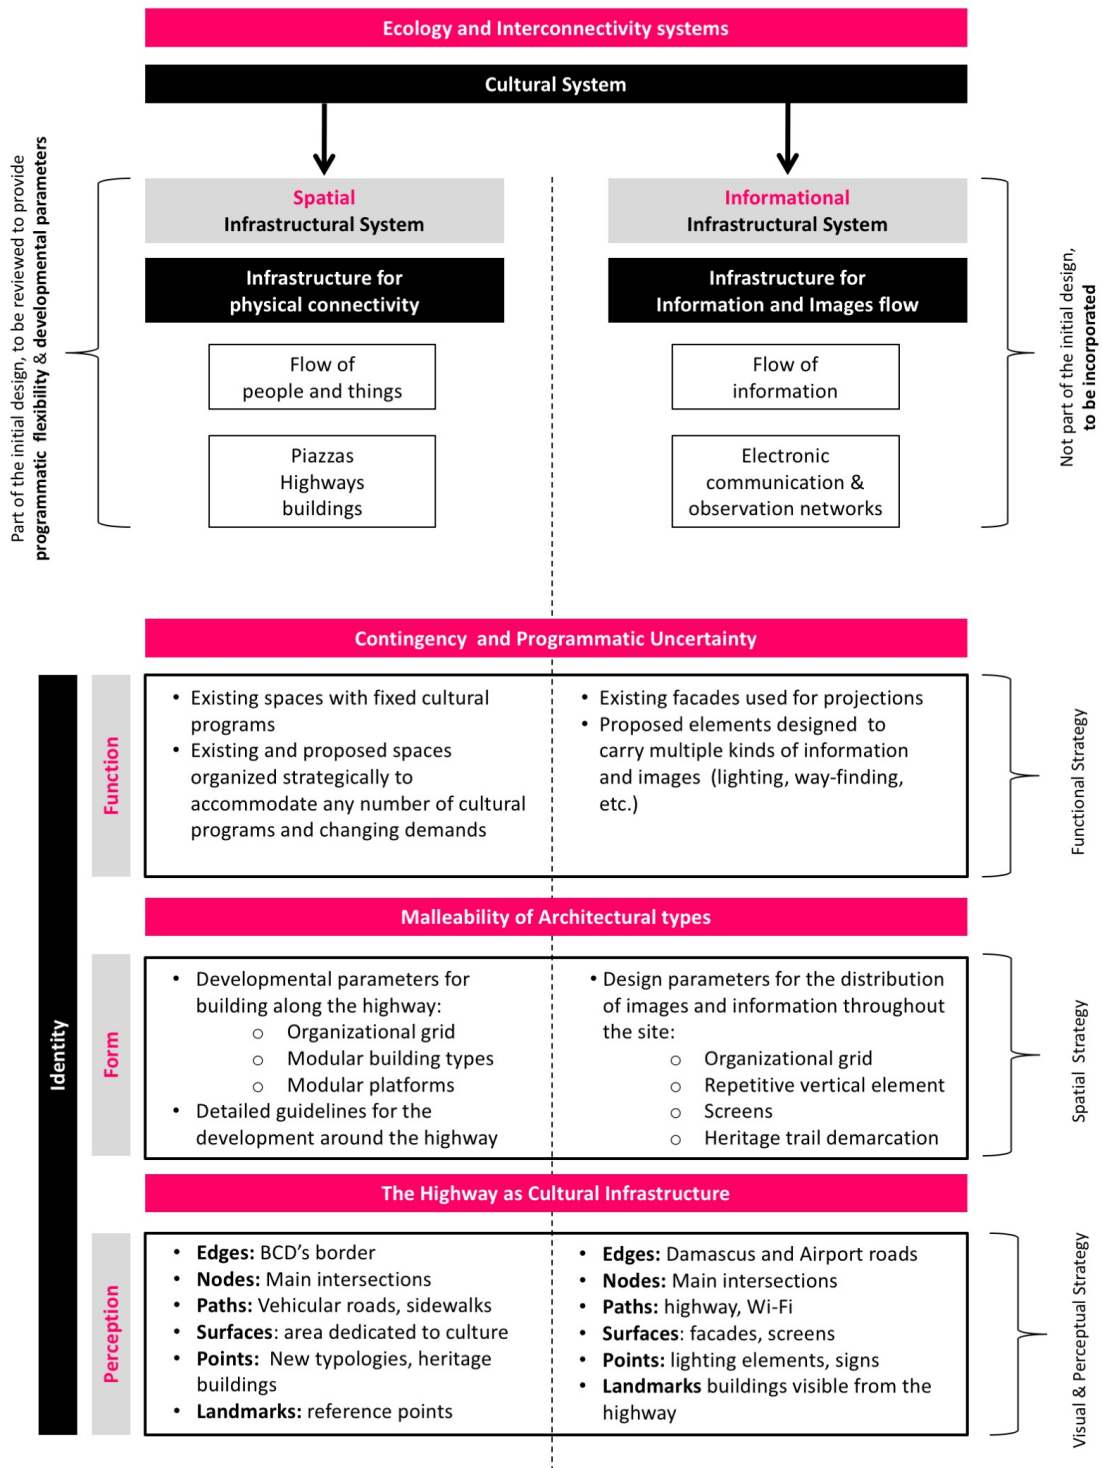 Ecology and Interconnectivity systems
Cultural System
Part of the initial design, to be reviewed to provide
programmatic flexibility & developmental parameters
Spatial
Infrastructural System
Infrastructure for
physical connectivity
Flow of
people and things
Piazzas
Highways
buildings
Informational
Infrastructural System
Infrastructure for
Information and Images flow
Flow of
information
Electronic
communication &
observation networks
Not part of the initial design,
to be incorporated
Contingency and Programmatic Uncertainty
Identity
Function
• Existing spaces with fixed cultural
programs
• Existing and proposed spaces
organized strategically to
accommodate any number of cultural
programs and changing demands
• Existing facades used for projections
• Proposed elements designed to
carry multiple kinds of information
and images (lighting, way-finding,
etc.)
Functional Strategy
Malleability of Architectural types
Form
• Developmental parameters for
building along the highway:
o Organizational grid
o Modular building types
o Modular platforms
• Detailed guidelines for the
development around the highway
• Design parameters for the distribution
of images and information throughout
the site:
o Organizational grid
o Repetitive vertical element
o Screens
o Heritage trail demarcation
Spatial Strategy
The Highway as Cultural Infrastructure
Perception
• Edges: BCD’s border
• Nodes: Main intersections
• Paths: Vehicular roads, sidewalks
• Surfaces: area dedicated to culture
• Points: New typologies, heritage
buildings
• Landmarks: reference points
• Edges: Damascus and Airport roads
• Nodes: Main intersections
• Paths: highway, Wi-Fi
• Surfaces: facades, screens
• Points: lighting elements, signs
• Landmarks buildings visible from the
highway
Visual & Perceptual Strategy